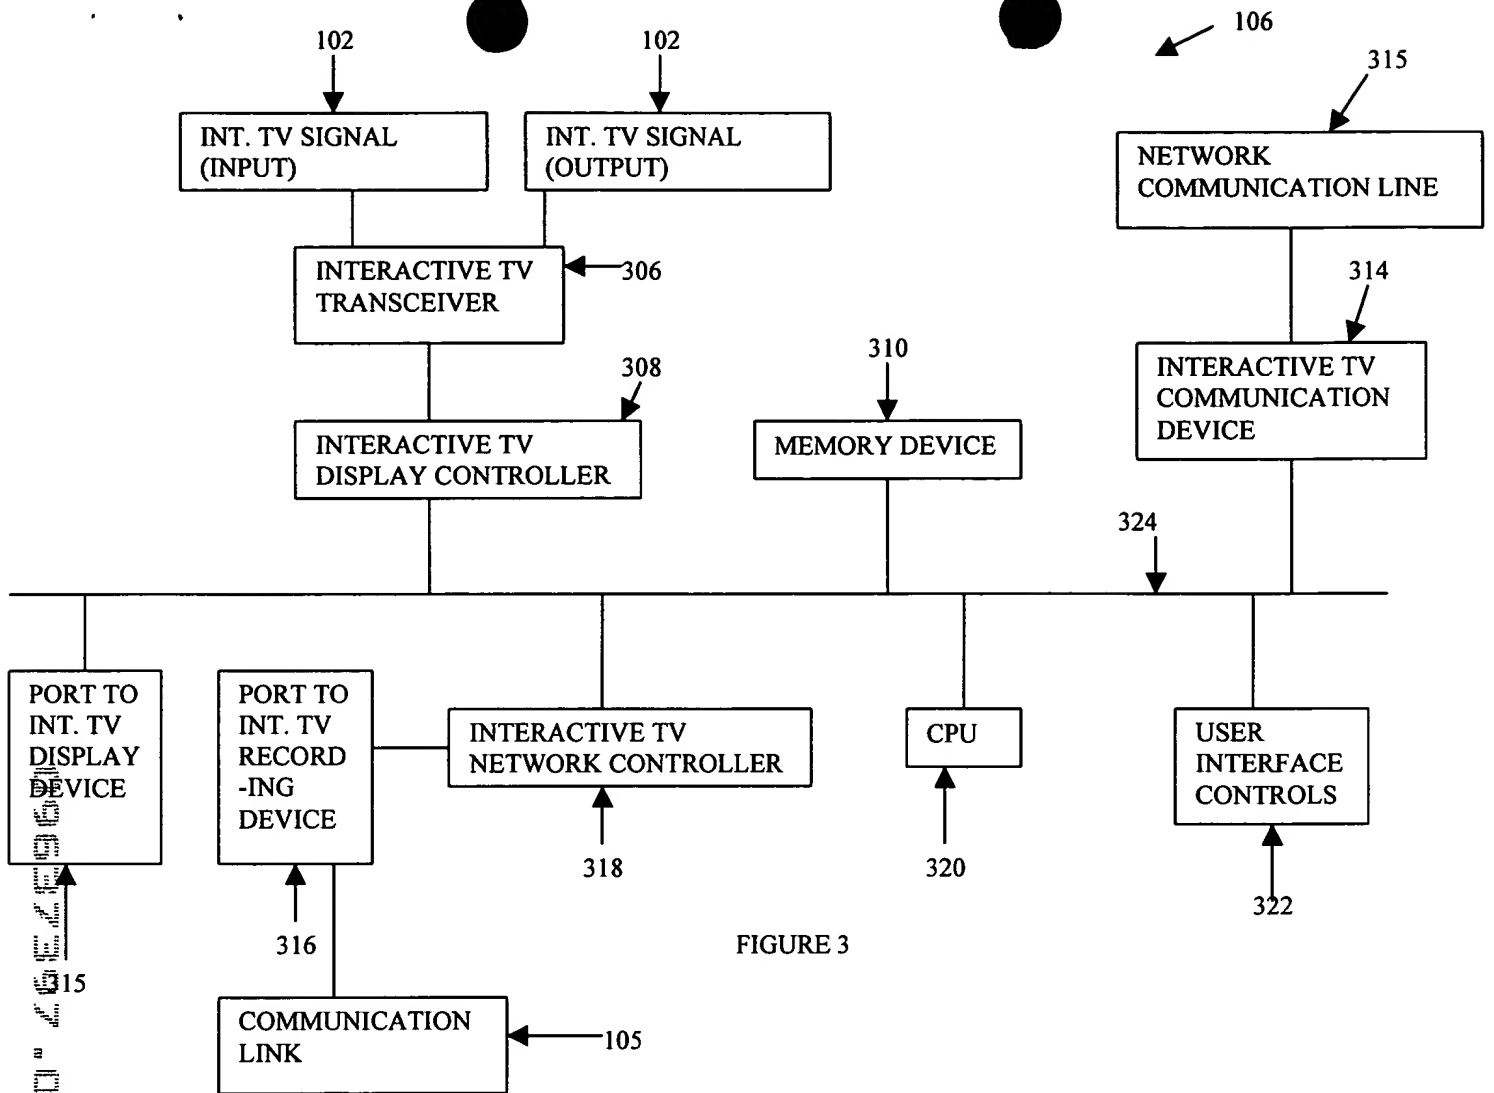 106
102
102
315
INT. TV SIGNAL
(INPUT)
INT. TV SIGNAL
(OUTPUT)
NETWORK
COMMUNICATION LINE
INTERACTIVE TV
TRANSCEIVER
306
314
310
308
INTERACTIVE TV
COMMUNICATION
DEVICE
INTERACTIVE TV
DISPLAY CONTROLLER
MEMORY DEVICE
324
PORT TO
INT. TV
DISPLAY
DEVICE
PORT TO
INT. TV
RECORD
-ING
DEVICE
INTERACTIVE TV
NETWORK CONTROLLER
CPU
USER
INTERFACE
CONTROLS
318
320
322
316
FIGURE 3
315
COMMUNICATION
LINK
105